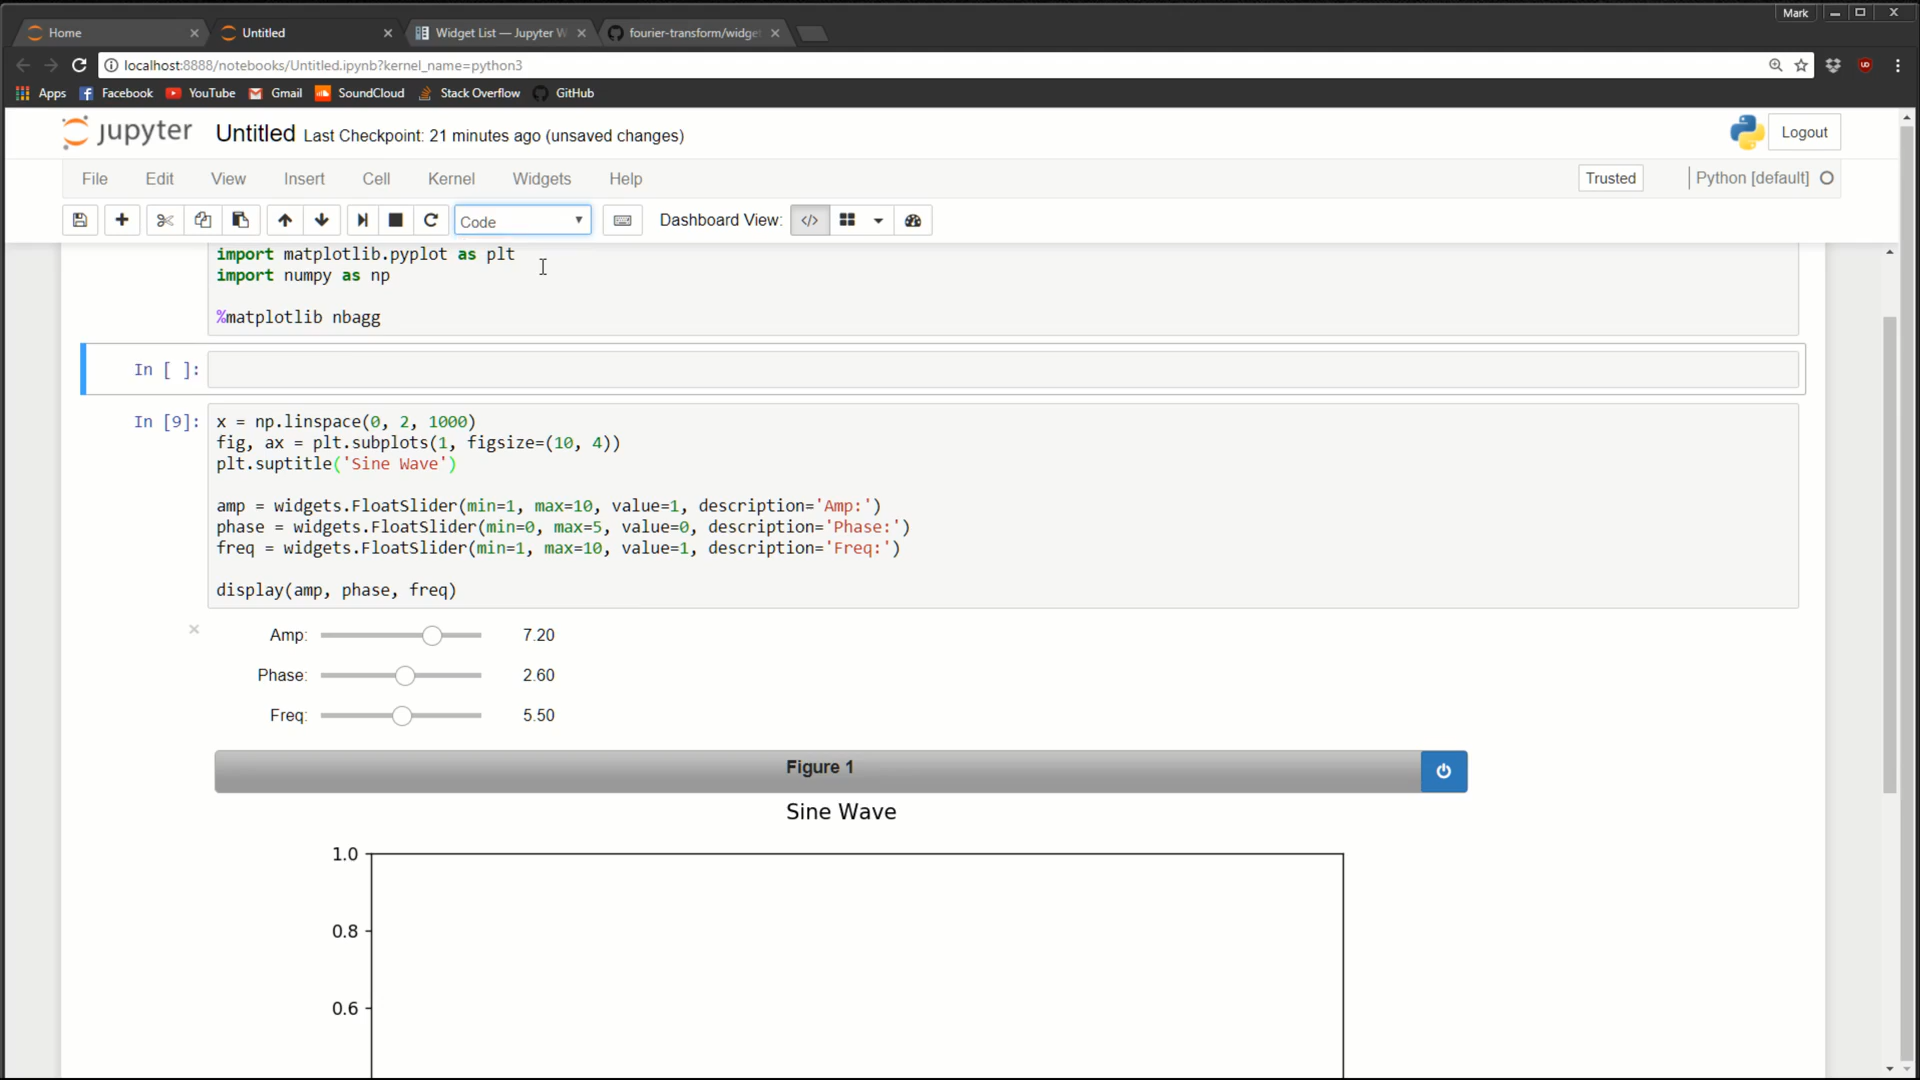 Mark
Home
Untitled
Widget List — Jupyter W
fourier-transform/widge
localhost:8888/notebooks/Untitled.ipynb?kernel_name=python3
Apps Facebook YouTube Gmail SoundCloud Stack Overflow GitHub
jupyter Untitled Last Checkpoint: 21 minutes ago (unsaved changes) Logout
File Edit View Insert Cell Kernel Widgets Help Trusted Python [default]
Code Dashboard View: </>
import matplotlib.pyplot as plt
import numpy as np
%matplotlib nbagg
In [ ]:
In [9]: x = np.linspace(0, 2, 1000)
fig, ax = plt.subplots(1, figsize=(10, 4))
plt.suptitle('Sine Wave')
amp = widgets.FloatSlider(min=1, max=10, value=1, description='Amp:')
phase = widgets.FloatSlider(min=0, max=5, value=0, description='Phase:')
freq = widgets.FloatSlider(min=1, max=10, value=1, description='Freq:')
display(amp, phase, freq)
Amp: 7.20
Phase: 2.60
Freq: 5.50
Figure 1
Sine Wave
1.0
0.8
0.6